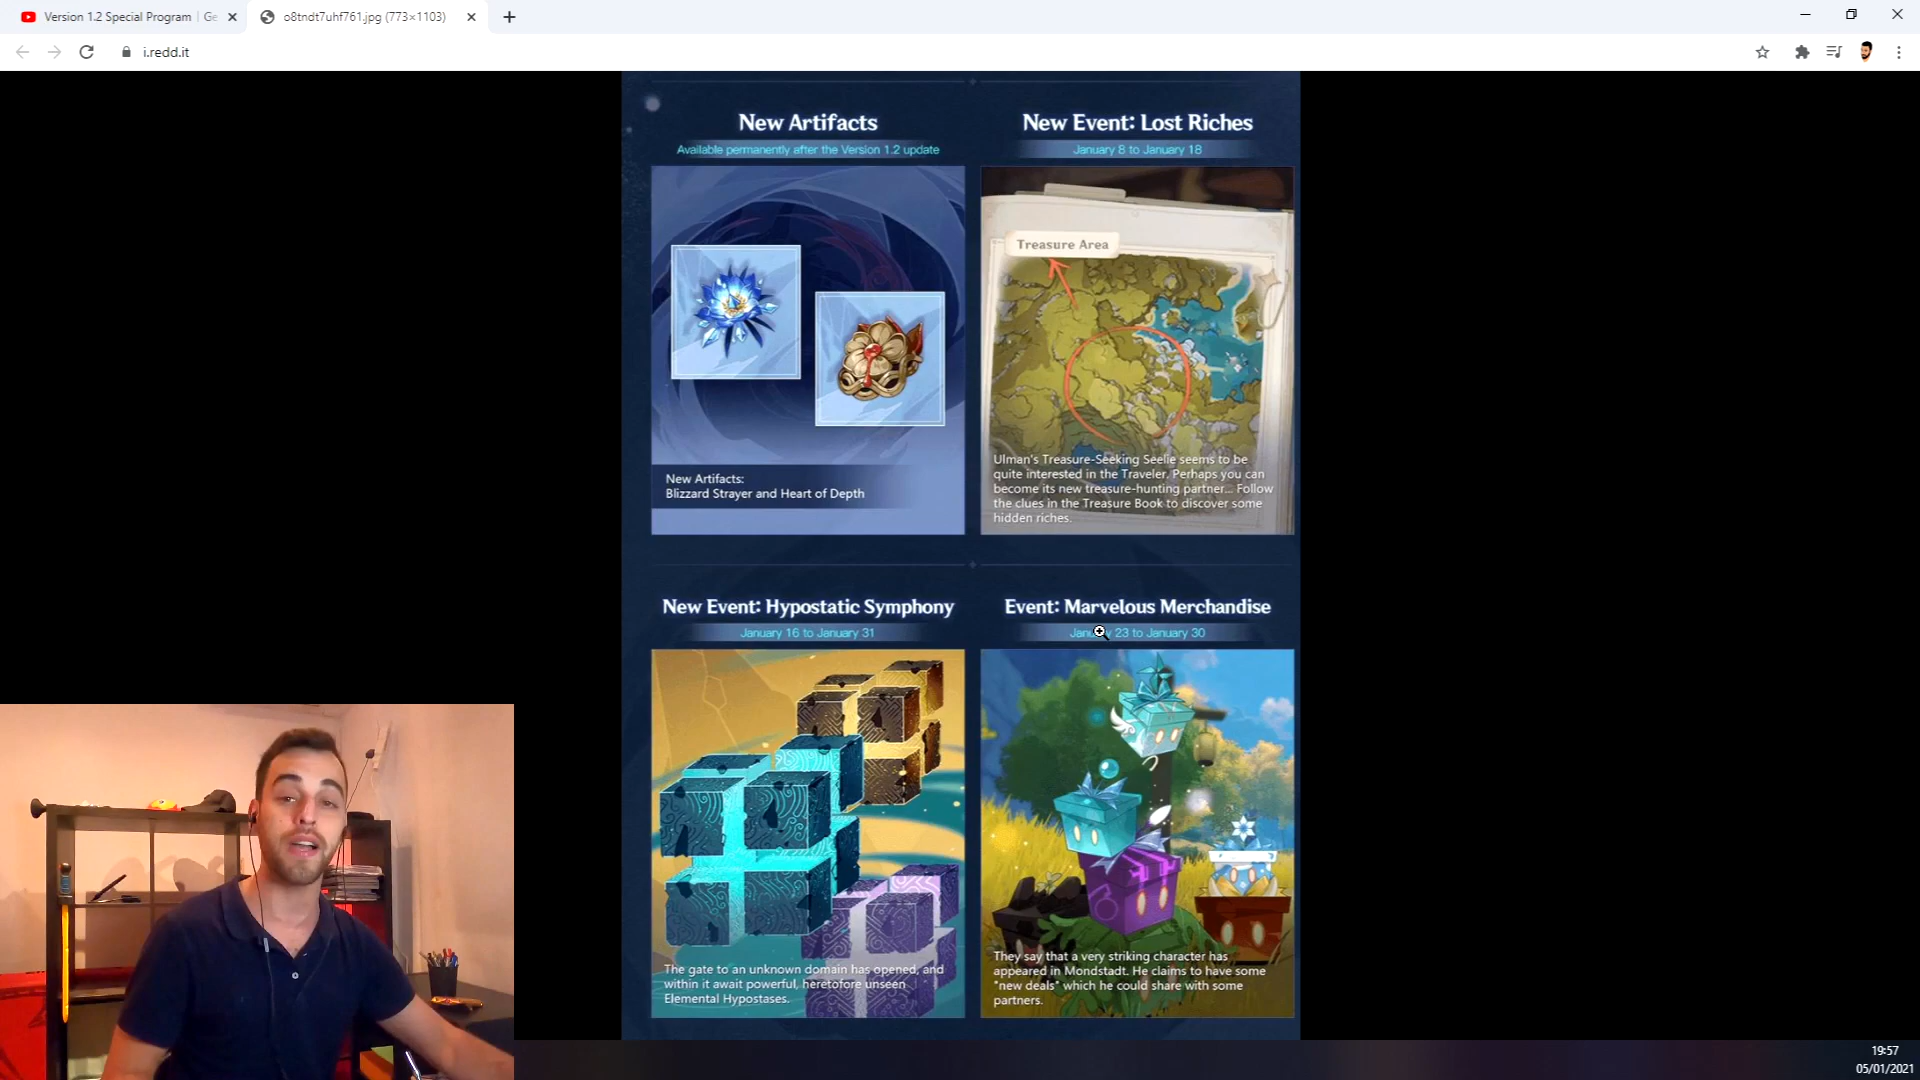 Version 1.2 Special Program | Ge
o8tndt7uhf761.jpg (773×1103)
i.redd.it
New Artifacts
Available permanently after the Version 1.2 update
New Artifacts:
Blizzard Strayer and Heart of Depth
New Event: Lost Riches
January 8 to January 18
Treasure Area
Ulman's Treasure-Seeking Seelie seems to be
quite interested in the Traveler. Perhaps you can
become its new treasure-hunting partner... Follow
the clues in the Treasure Book to discover some
hidden riches.
New Event: Hypostatic Symphony
January 16 to January 31
The gate to an unknown domain has opened, and
within it await powerful, heretofore unseen
Elemental Hypostases.
Event: Marvelous Merchandise
January 23 to January 30
They say that a very striking character has
appeared in Mondstadt. He claims to have some
"new deals" which he could share with some
partners.
19:57
05/01/2021